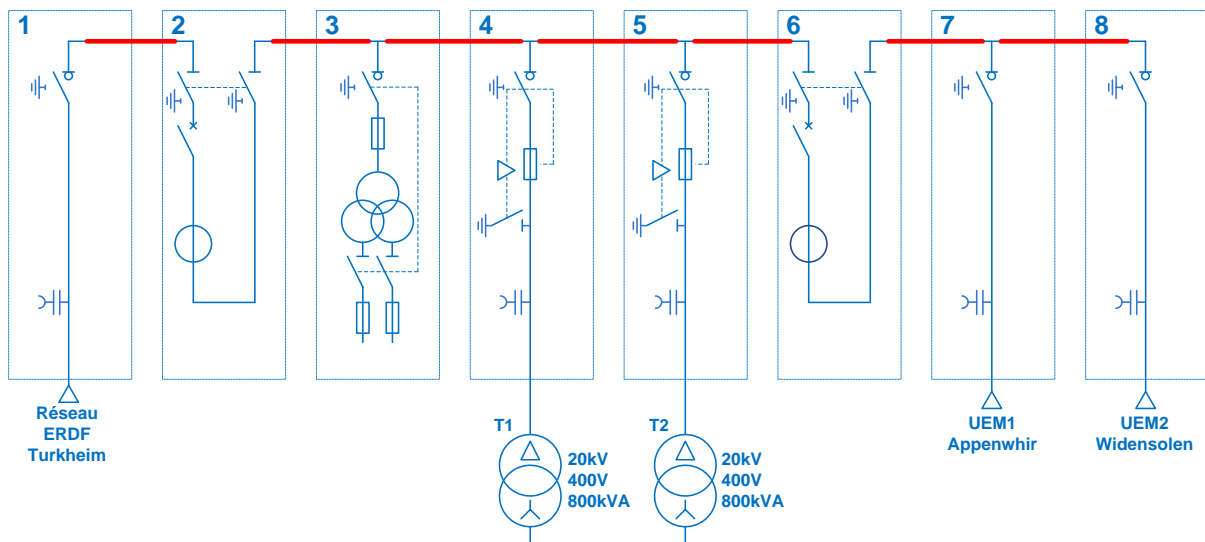 1
2
3
4
5
6
7
8
Réseau
ERDF
Turkheim
T1
20kV
400V
800kVA
T2
20kV
400V
800kVA
UEM1
Appenwhir
UEM2
Widensolen